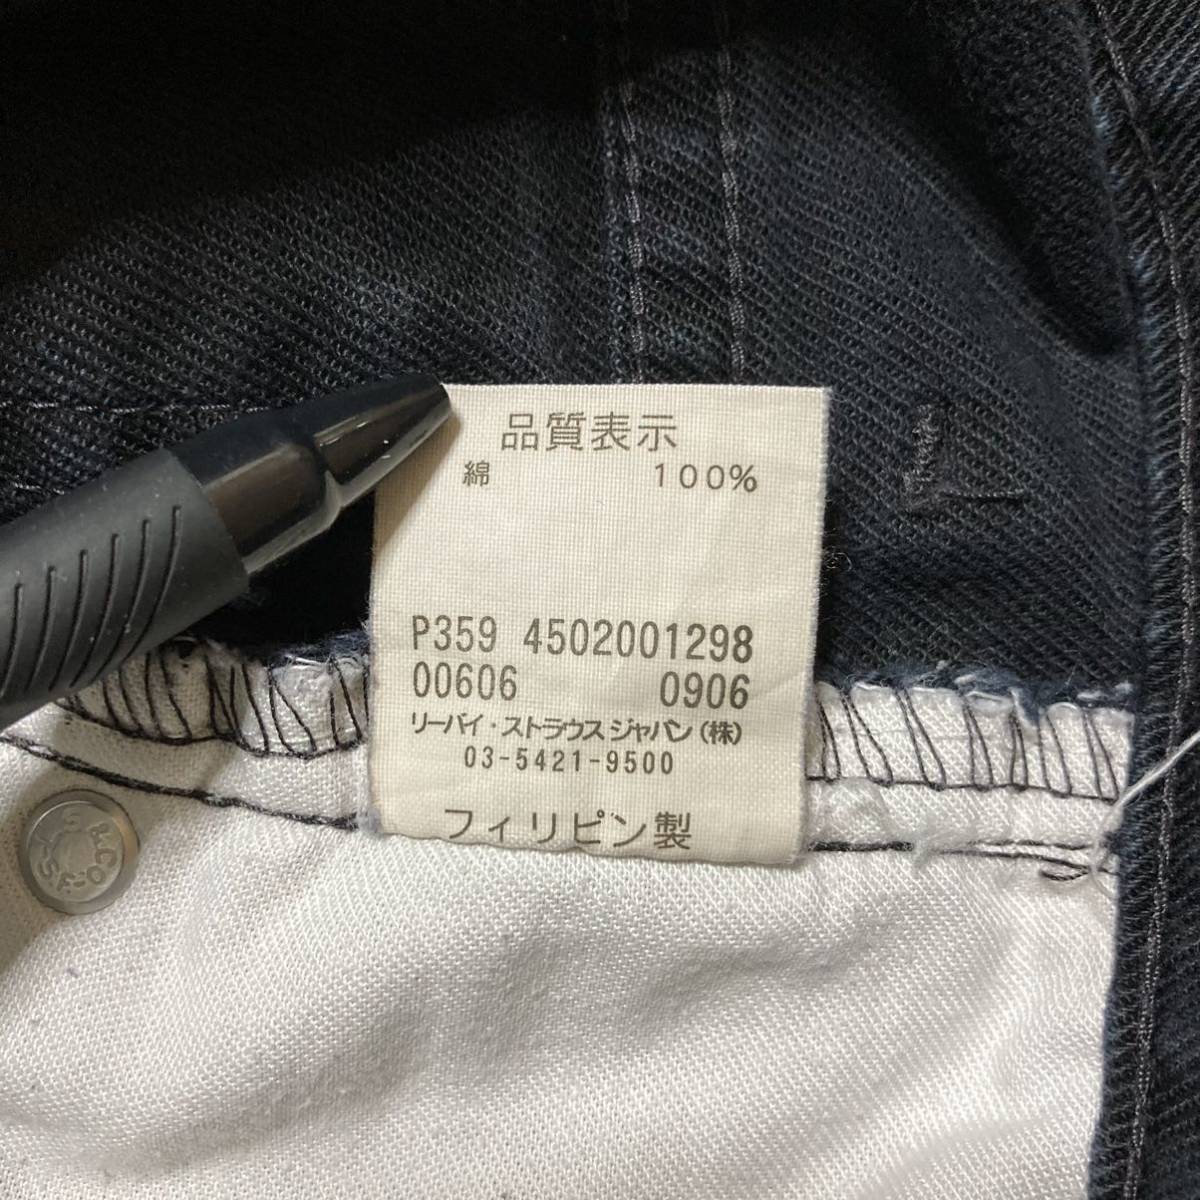 品質表示
綿 100%
P359 4502001298
00606 0906
リーバイ・ストラウス ジャパン(株)
03-5421-9500
フィリピン製